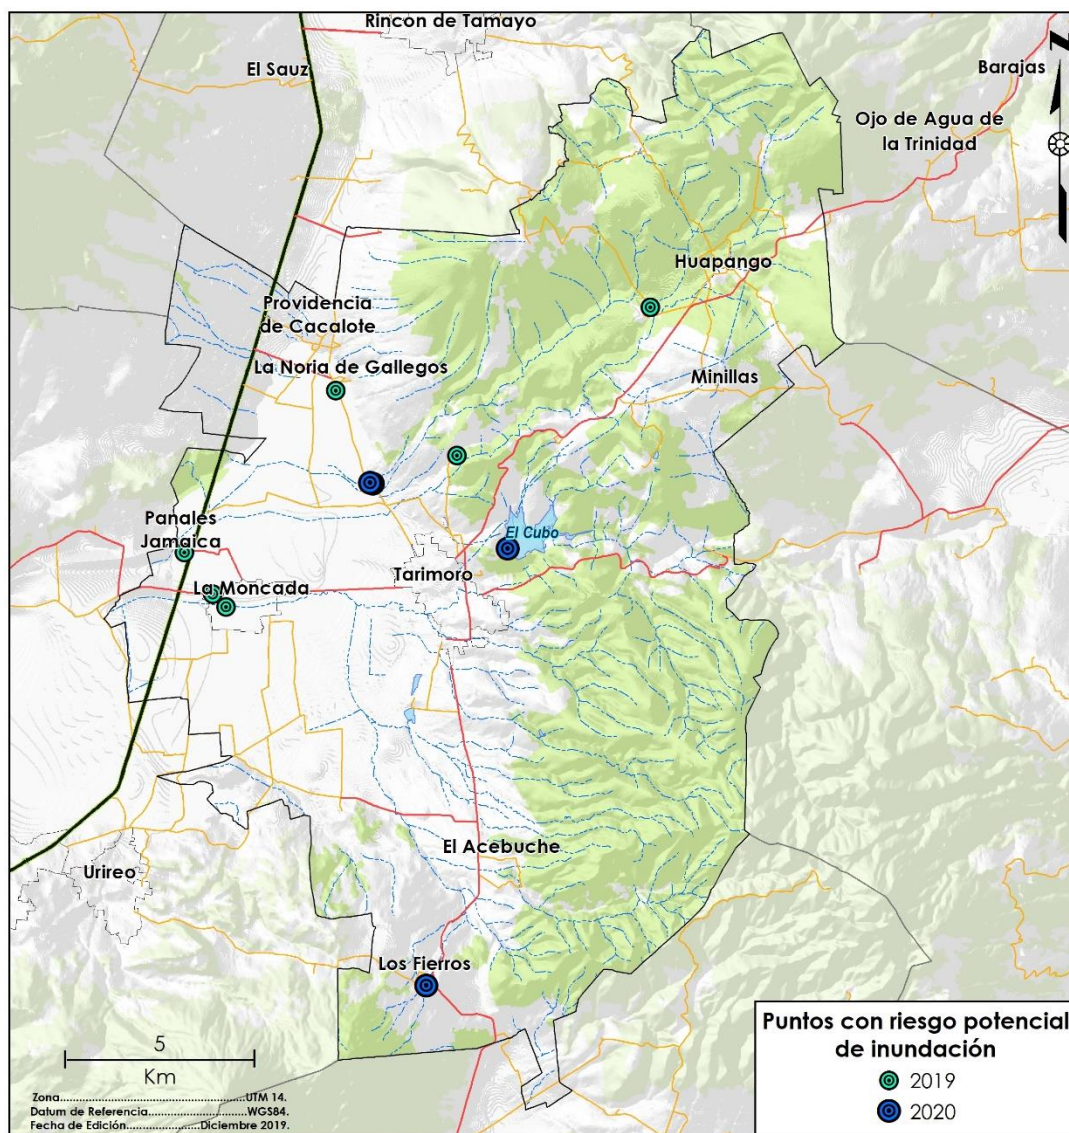 Rincón de Tamayo
El Sauz
Barajas
Ojo de Agua de
la Trinidad
N
Huapango
Providencia
de Cacalote
La Noria de Gallegos
Minillas
Panales
Jamaica
El Cubo
Tarimoro
La Moncada
El Acebuche
Urireo
Los Fierros
5
Km
Zona..........................................UTM 14.
Datum de Referencia....................WGS84.
Fecha de Edición...............Diciembre 2019.
Puntos con riesgo potencial
de inundación
2019
2020